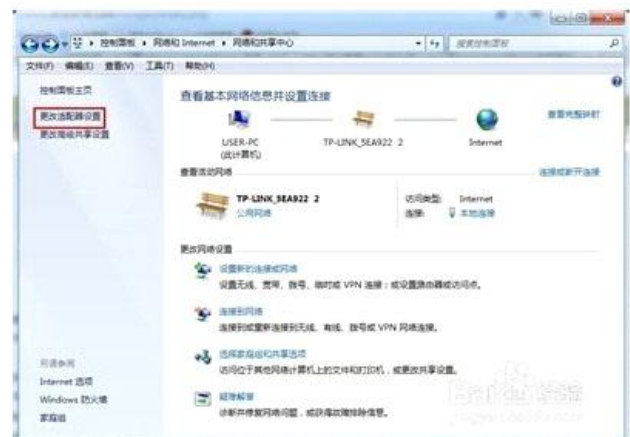 控制面板 ▸ 网络和 Internet ▸ 网络和共享中心
搜索控制面板
文件(F) 编辑(E) 查看(V) 工具(T) 帮助(H)
控制面板主页
更改适配器设置
更改高级共享设置
查看基本网络信息并设置连接
查看完整映射
USER-PC
(此计算机)
TP-LINK_5EA922 2
Internet
查看活动网络
连接或断开连接
TP-LINK_5EA922 2
公用网络
访问类型: Internet
连接: 本地连接
更改网络设置
设置新的连接或网络
设置无线、宽带、拨号、临时或 VPN 连接；或设置路由器或访问点。
连接到网络
连接到或重新连接到无线、有线、拨号或 VPN 网络连接。
选择家庭组和共享选项
访问位于其他网络计算机上的文件和打印机，或更改共享设置。
疑难解答
诊断并修复网络问题，或获得故障排除信息。
另请参阅
Internet 选项
Windows 防火墙
家庭组
Baidu 经验